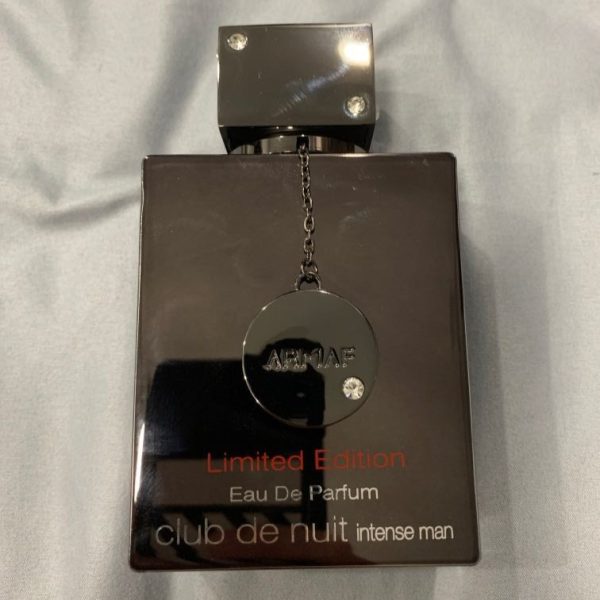 ARMAF
Limited Edition
Eau De Parfum
club de nuit intense man